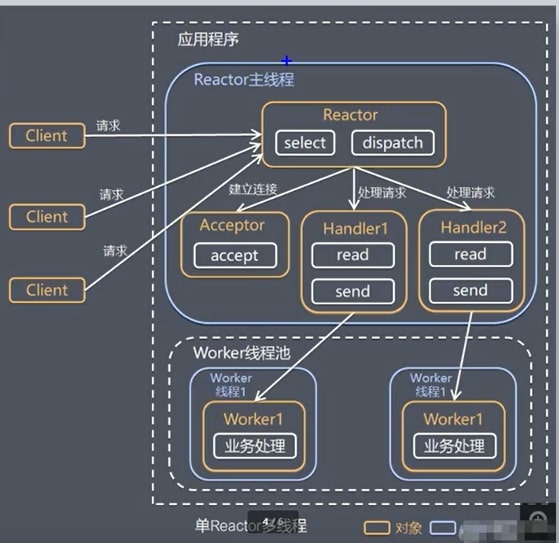 应用程序
Reactor主线程
Reactor
select
dispatch
Client
请求
Client
请求
Client
请求
建立连接
处理请求
处理请求
Acceptor
accept
Handler1
read
send
Handler2
read
send
Worker线程池
Worker
线程1
Worker1
业务处理
Worker
线程1
Worker1
业务处理
单Reactor多线程
对象